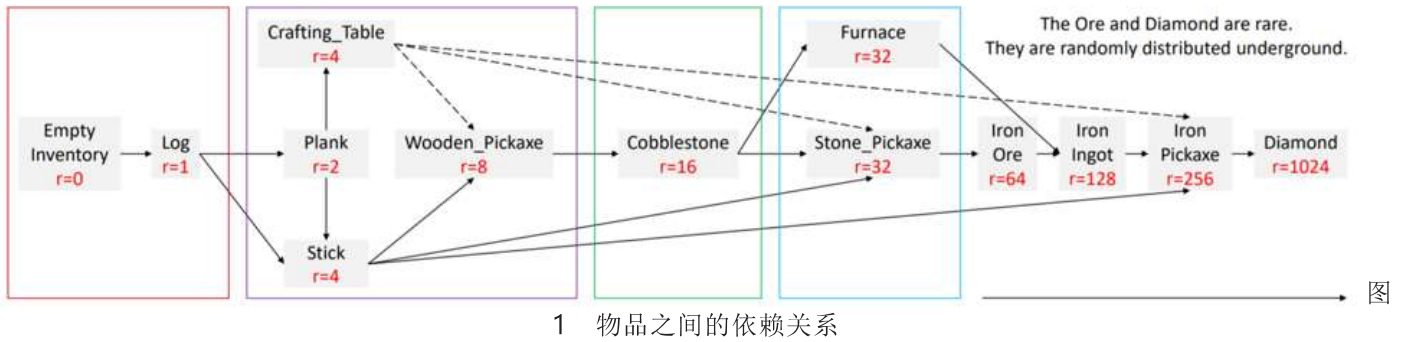 The Ore and Diamond are rare.
They are randomly distributed underground.
Crafting_Table
r=4
Furnace
r=32
Empty
Inventory
r=0
Log
r=1
Plank
r=2
Wooden_Pickaxe
r=8
Cobblestone
r=16
Stone_Pickaxe
r=32
Iron
Ore
r=64
Iron
Ingot
r=128
Iron
Pickaxe
r=256
Diamond
r=1024
Stick
r=4
图
1 物品之间的依赖关系